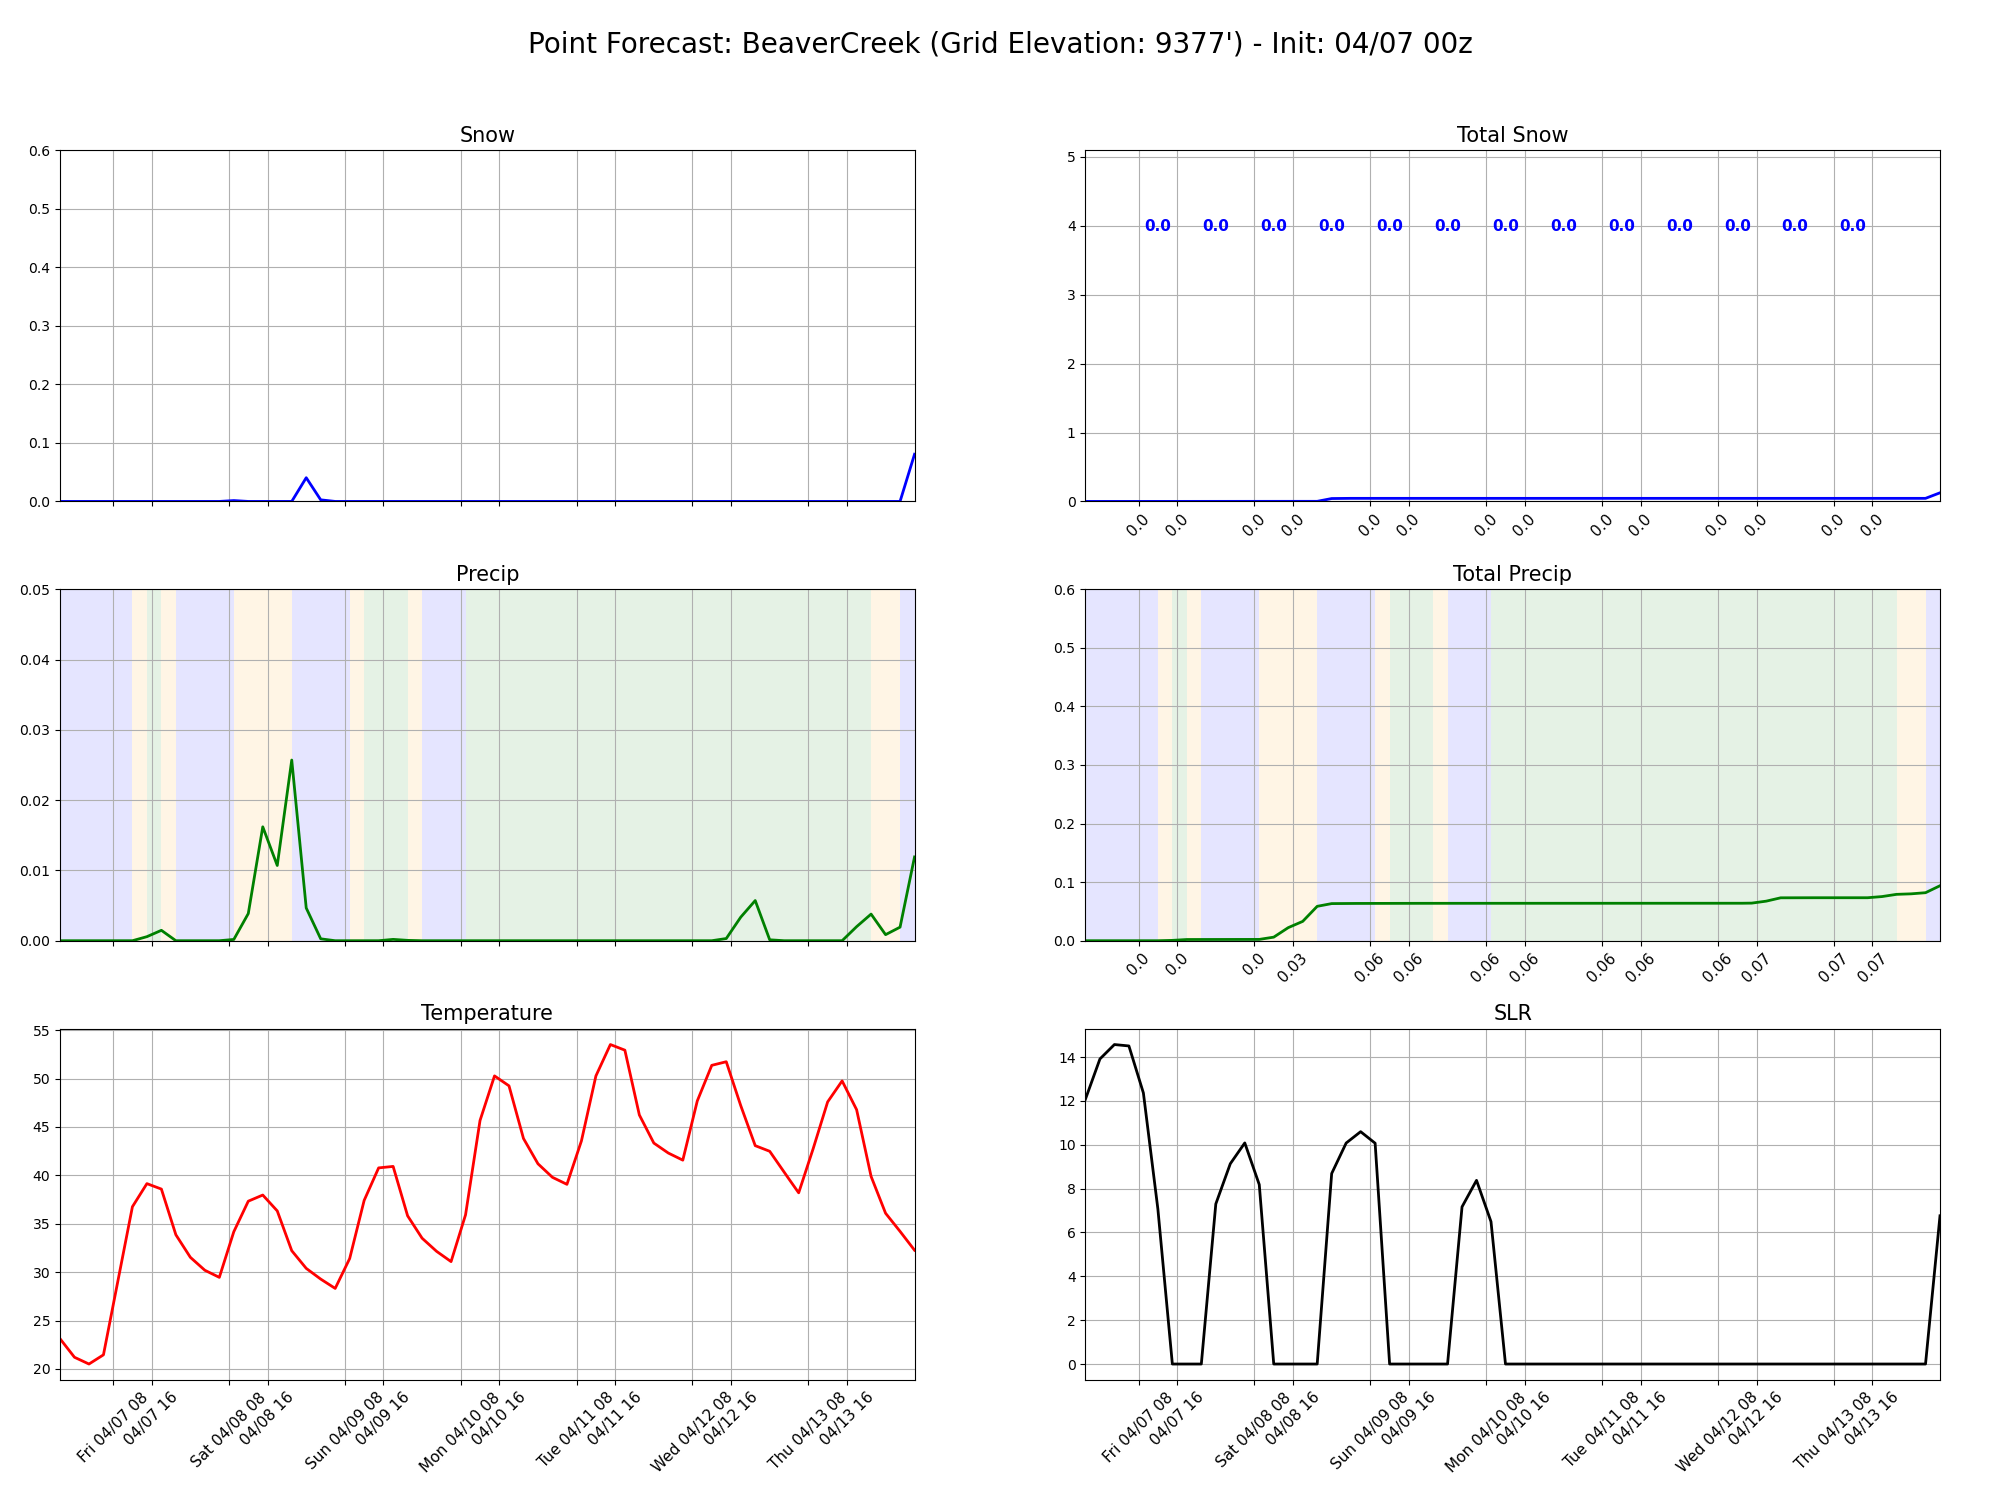 Point Forecast: BeaverCreek (Grid Elevation: 9377') - Init: 04/07 00z
Snow
0.6
0.5
0.4
0.3
0.2
0.1
0.0
Total Snow
5
4
3
2
1
0
0.0 0.0 0.0 0.0 0.0 0.0 0.0 0.0 0.0 0.0 0.0 0.0 0.0
0.0 0.0 0.0 0.0 0.0 0.0 0.0 0.0 0.0 0.0 0.0 0.0 0.0 0.0
Precip
0.05
0.04
0.03
0.02
0.01
0.00
Total Precip
0.6
0.5
0.4
0.3
0.2
0.1
0.0
0.0 0.0 0.0 0.03 0.06 0.06 0.06 0.06 0.06 0.06 0.06 0.07 0.07 0.07
Temperature
55
50
45
40
35
30
25
20
Fri 04/07 08
04/07 16
Sat 04/08 08
04/08 16
Sun 04/09 08
04/09 16
Mon 04/10 08
04/10 16
Tue 04/11 08
04/11 16
Wed 04/12 08
04/12 16
Thu 04/13 08
04/13 16
SLR
14
12
10
8
6
4
2
0
Fri 04/07 08
04/07 16
Sat 04/08 08
04/08 16
Sun 04/09 08
04/09 16
Mon 04/10 08
04/10 16
Tue 04/11 08
04/11 16
Wed 04/12 08
04/12 16
Thu 04/13 08
04/13 16